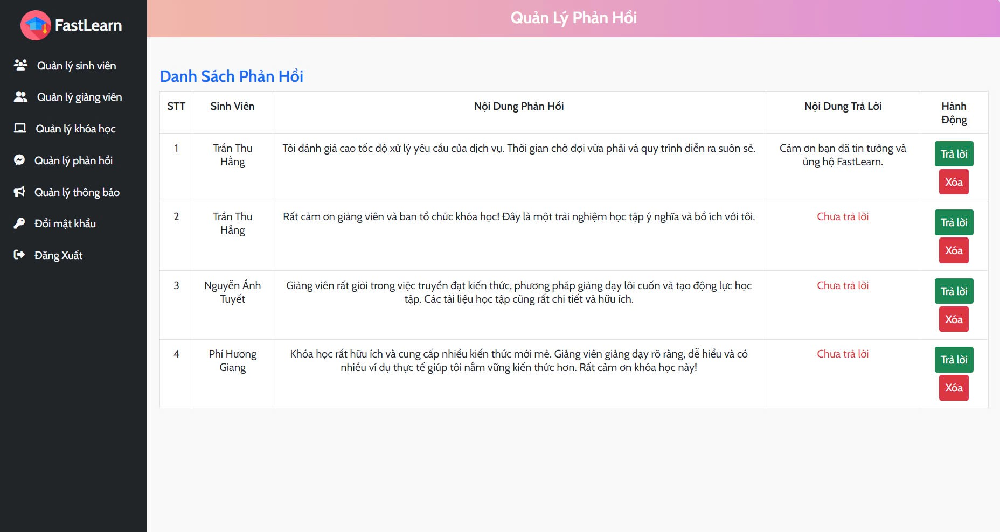 FastLearn
Quản lý sinh viên
Quản lý giảng viên
Quản lý khóa học
Quản lý phản hồi
Quản lý thông báo
Đổi mật khẩu
Đăng Xuất
Quản Lý Phản Hồi
Danh Sách Phản Hồi
STT Sinh Viên Nội Dung Phản Hồi Nội Dung Trả Lời Hành
Động
1 Trần Thu Tôi đánh giá cao tốc độ xử lý yêu cầu của dịch vụ. Thời gian chờ đợi vừa phải và quy trình diễn ra suôn sẻ. Cám ơn bạn đã tin tưởng và Trả lời
Hằng ủng hộ FastLearn.
Xóa
2 Trần Thu Rất cảm ơn giảng viên và ban tổ chức khóa học! Đây là một trải nghiệm học tập ý nghĩa và bổ ích với tôi. Chưa trả lời Trả lời
Hằng
Xóa
3 Nguyễn Ánh Giảng viên rất giỏi trong việc truyền đạt kiến thức, phương pháp giảng dạy lôi cuốn và tạo động lực học Chưa trả lời Trả lời
Tuyết tập. Các tài liệu học tập cũng rất chi tiết và hữu ích.
Xóa
4 Phí Hương Khóa học rất hữu ích và cung cấp nhiều kiến thức mới mẻ. Giảng viên giảng dạy rõ ràng, dễ hiểu và có Chưa trả lời Trả lời
Giang nhiều ví dụ thực tế giúp tôi nắm vững kiến thức hơn. Rất cảm ơn khóa học này!
Xóa